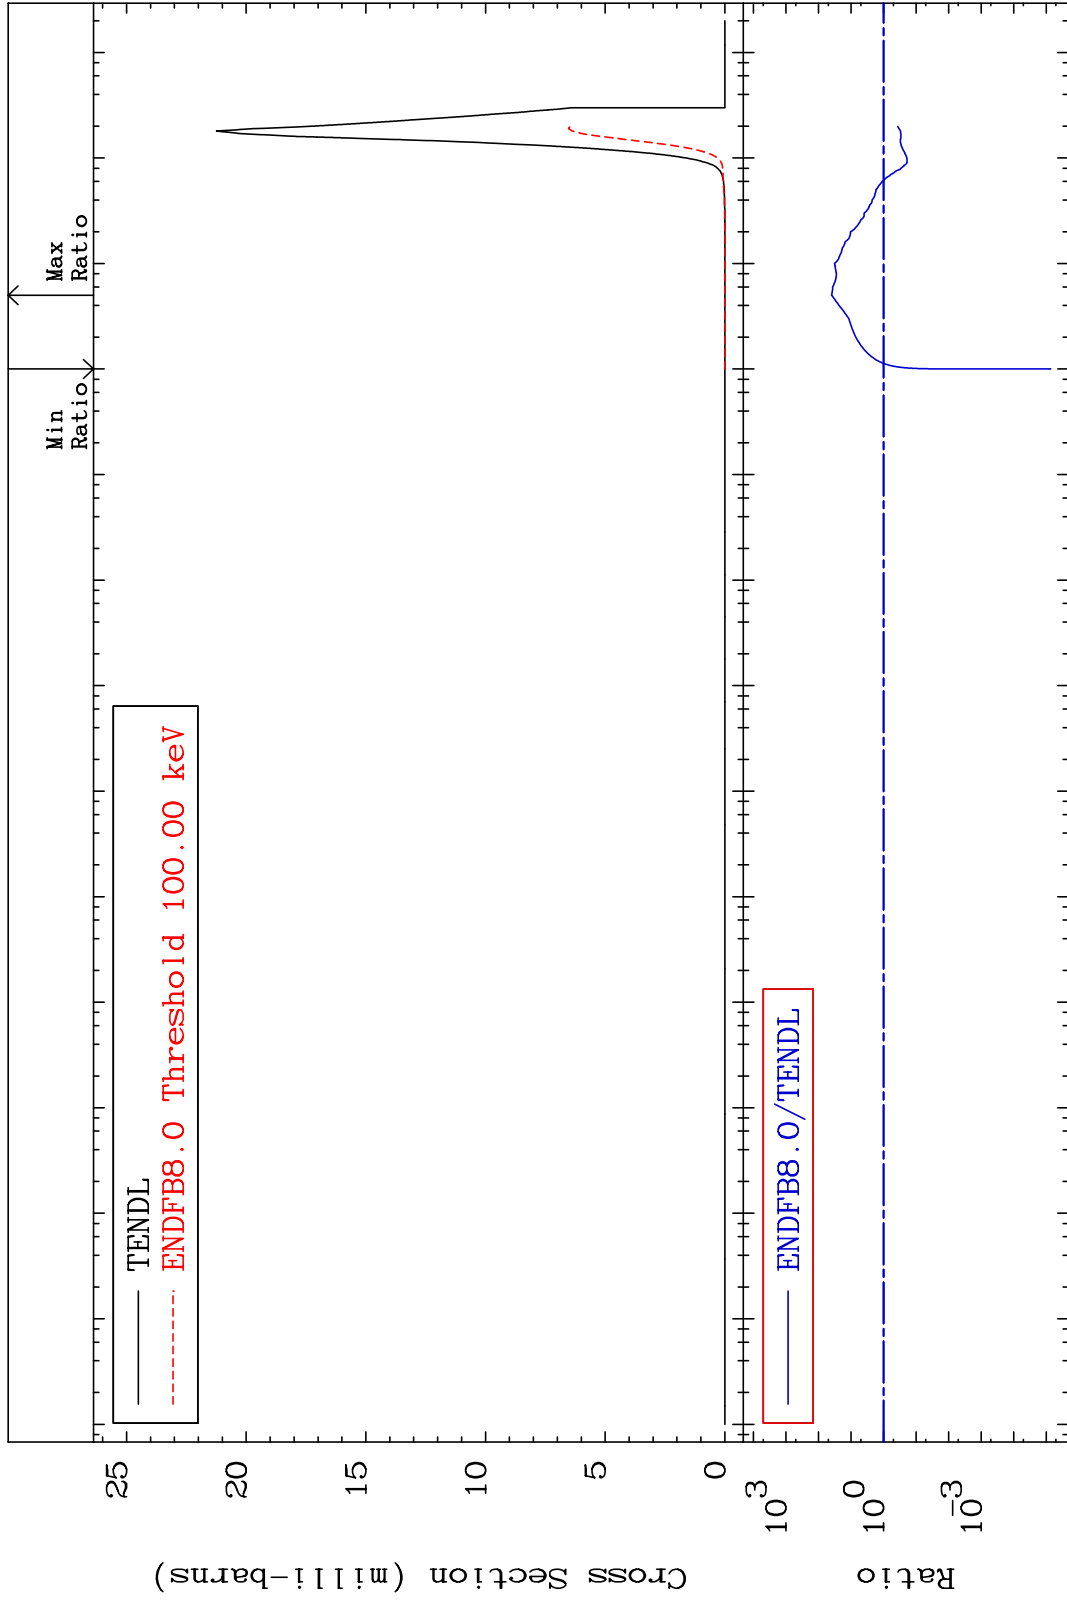 Min
Ratio
Max
Ratio
TENDL
ENDFB8.0 Threshold 100.00 keV
25
20
15
10
5
0
Cross Section (milli-barns)
ENDFB8.0/TENDL
10^3
10^0
10^-3
Ratio